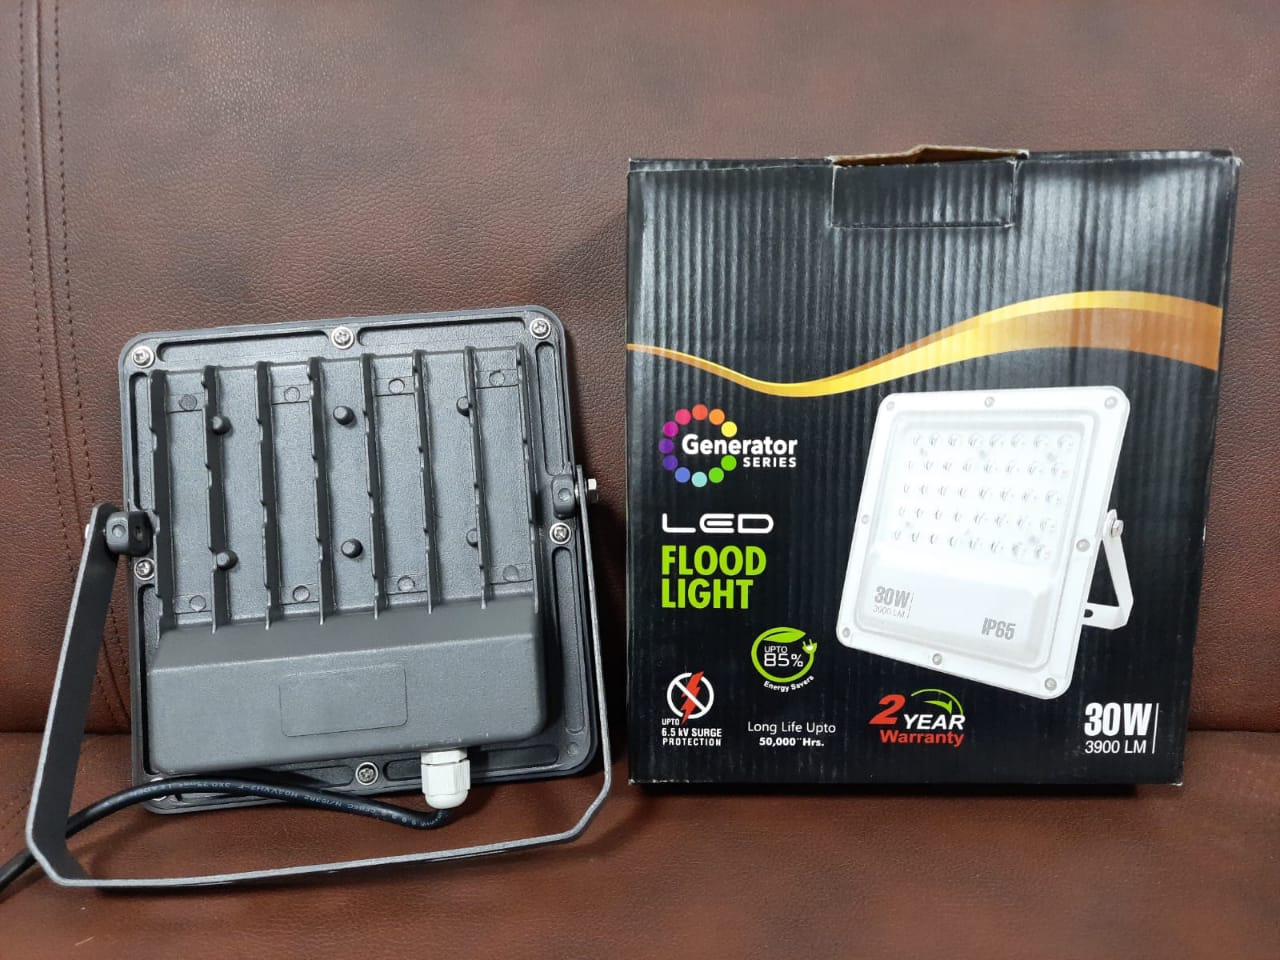 Generator
SERIES
LED
FLOOD
LIGHT
UPTO
85%
Energy Savers
UPTO
6.5 kV SURGE
PROTECTION
Long Life Upto
50,000 Hrs.
2 YEAR
Warranty
30W
3900 LM
IP65
30W
3900 LM